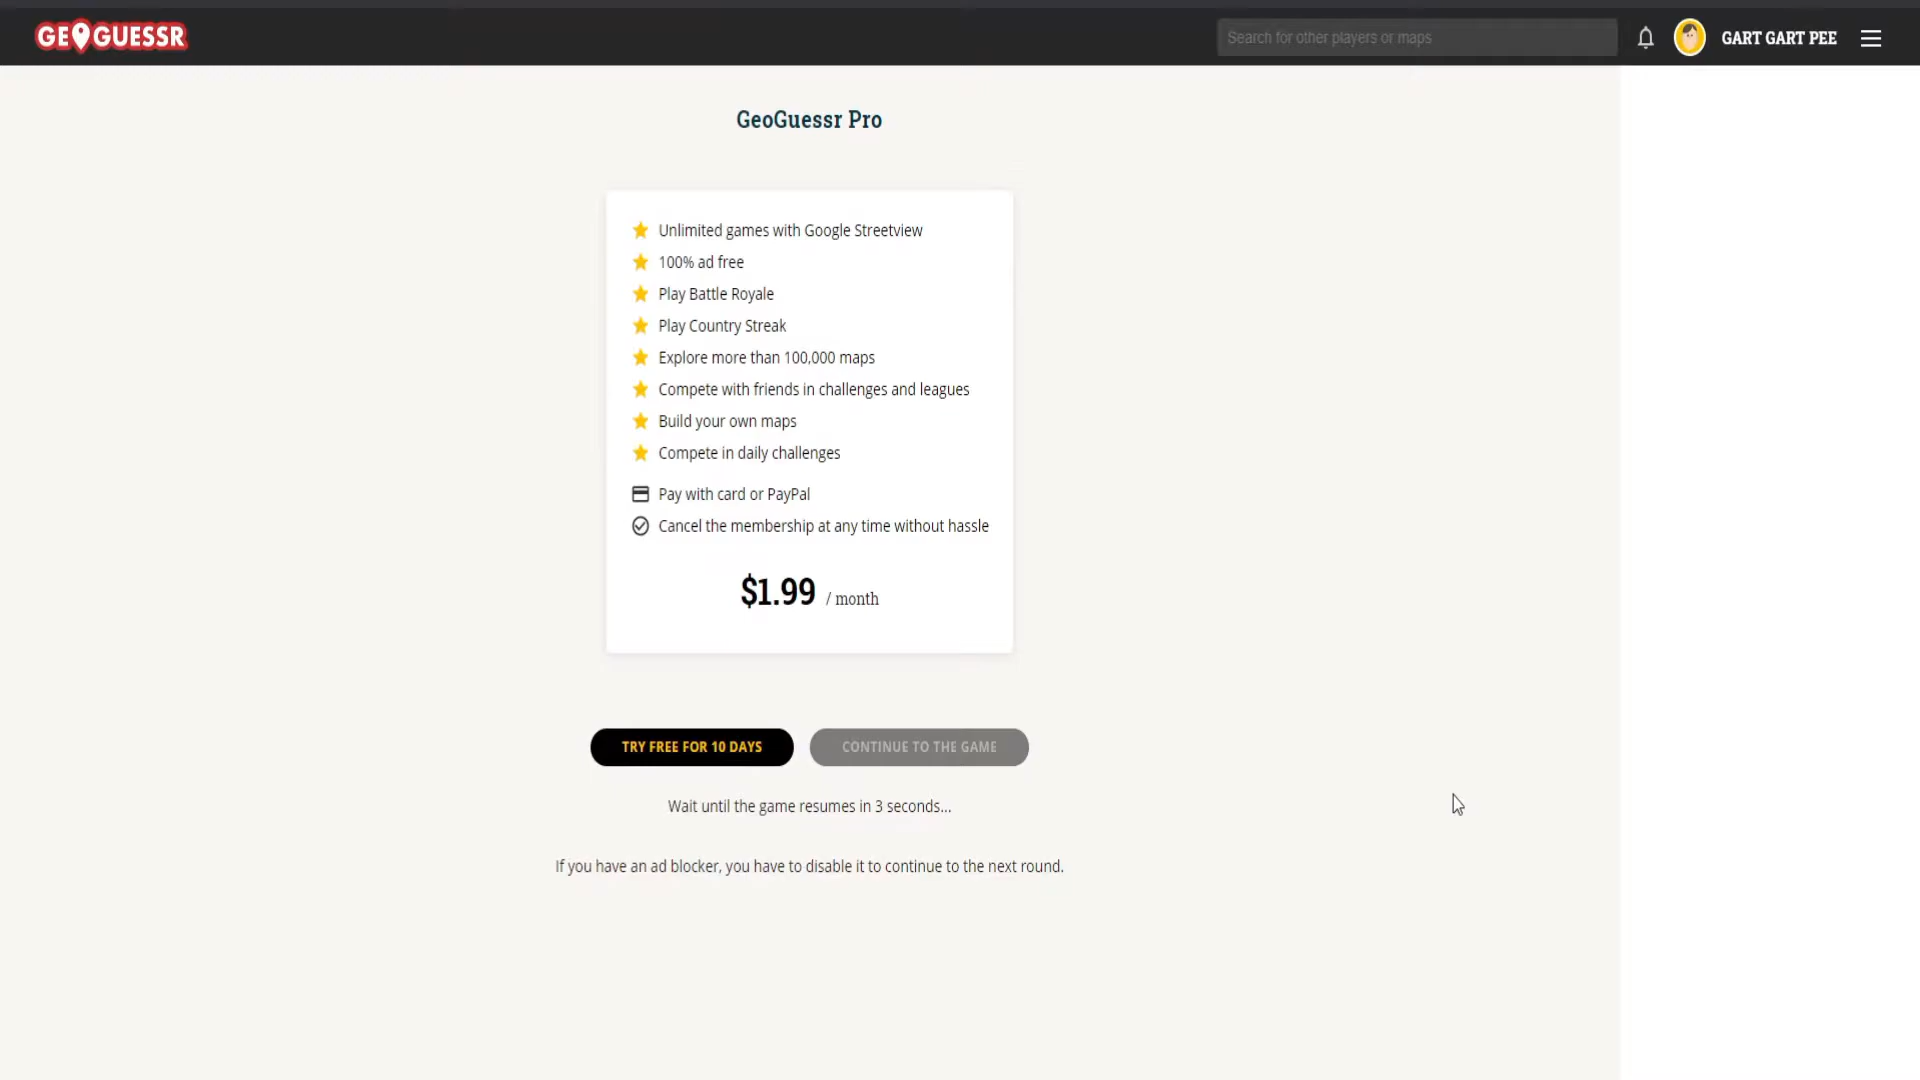 GEOGUESSR
Search for other players or maps
GART GART PEE
GeoGuessr Pro
Unlimited games with Google Streetview
100% ad free
Play Battle Royale
Play Country Streak
Explore more than 100,000 maps
Compete with friends in challenges and leagues
Build your own maps
Compete in daily challenges
Pay with card or PayPal
Cancel the membership at any time without hassle
$1.99 / month
TRY FREE FOR 10 DAYS
CONTINUE TO THE GAME
Wait until the game resumes in 3 seconds...
If you have an ad blocker, you have to disable it to continue to the next round.